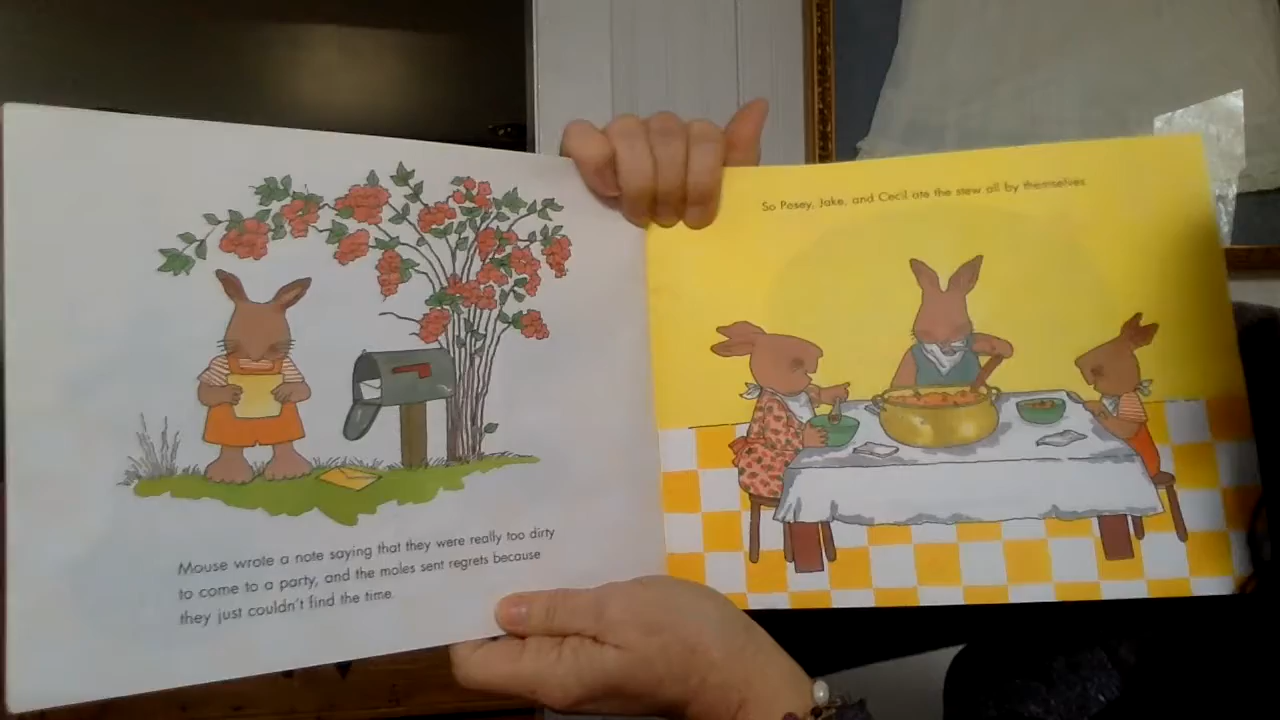 Mouse wrote a note saying that they were really too dirty
to come to a party, and the moles sent regrets because
they just couldn't find the time.
So Posey, Jake, and Cecil ate the stew all by themselves.